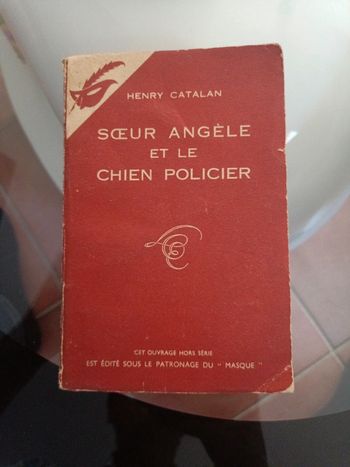 HENRY CATALAN
SŒUR ANGÈLE
ET LE
CHIEN POLICIER
CET OUVRAGE HORS SÉRIE
EST ÉDITÉ SOUS LE PATRONAGE DU " MASQUE "